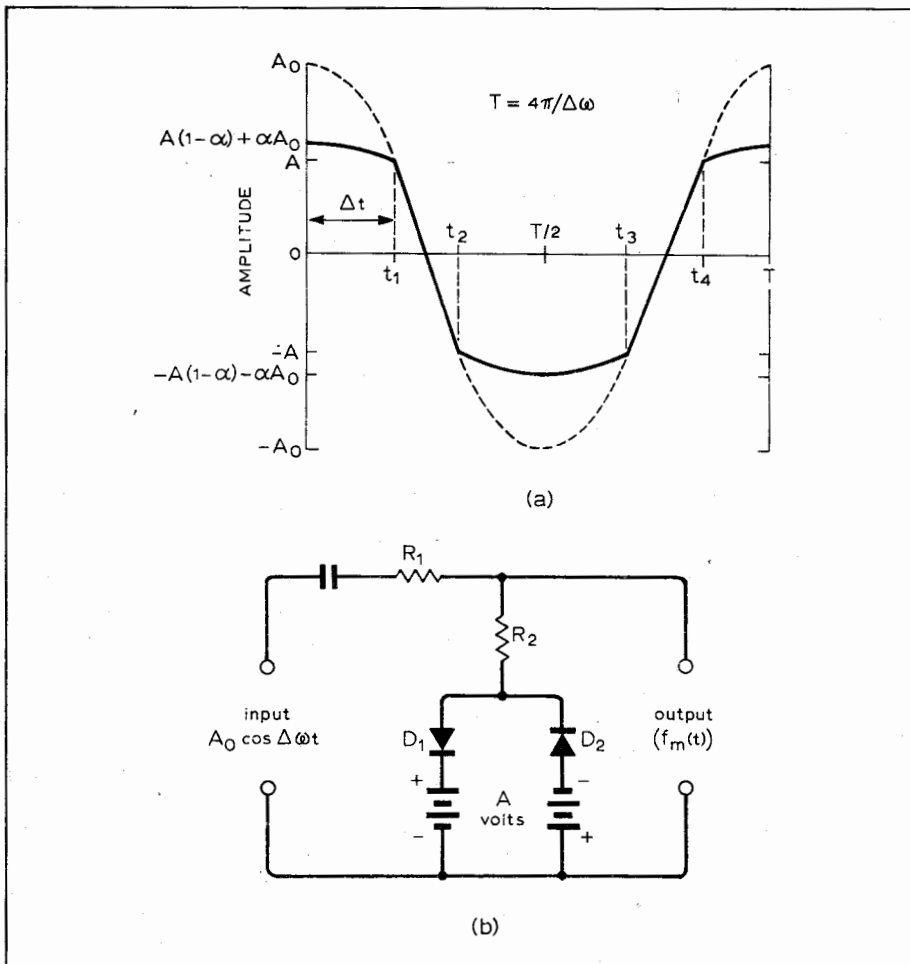 A₀
T = 4π/Δω
A(1-α)+αA₀
A
Δt
AMPLITUDE
t₂
T/2
t₃
0
t₁
t₄
T
-A
-A(1-α)-αA₀
-A₀
(a)
R₁
R₂
input
A₀ cos Δωt
D₁
D₂
output
(fₘ(t))
+
-
A
volts
-
+
(b)